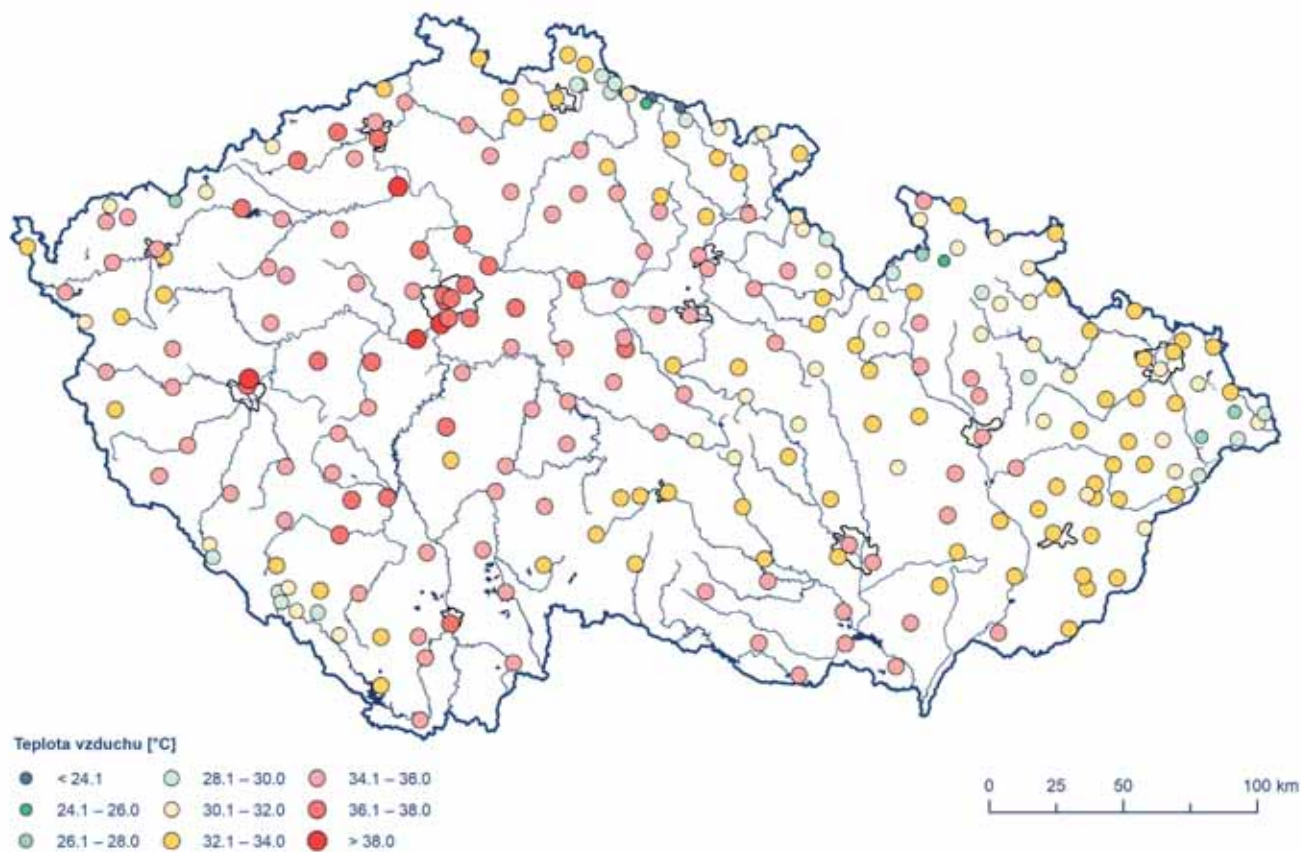 Teplota vzduchu [°C]
< 24.1
28.1 – 30.0
34.1 – 36.0
24.1 – 26.0
30.1 – 32.0
36.1 – 38.0
26.1 – 28.0
32.1 – 34.0
> 38.0
0 25 50 100 km